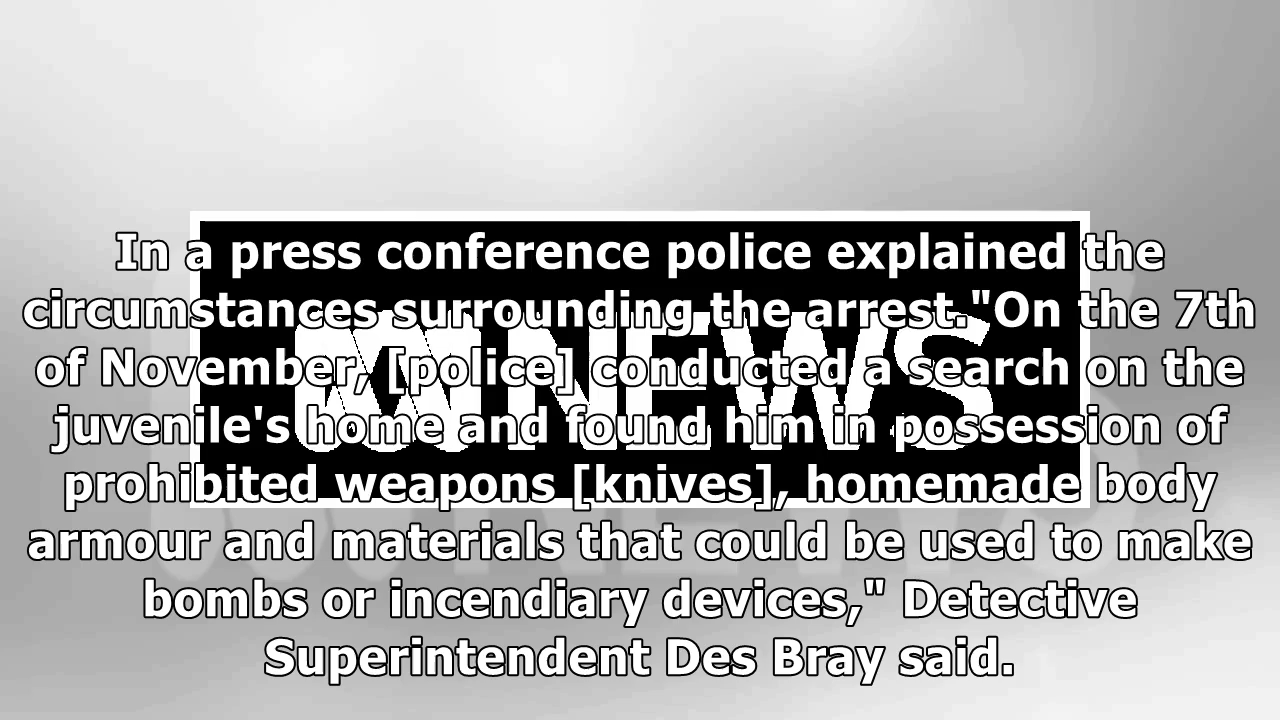 In a press conference police explained the
circumstances surrounding the arrest."On the 7th
of November, [police] conducted a search on the
juvenile's home and found him in possession of
prohibited weapons [knives], homemade body
armour and materials that could be used to make
bombs or incendiary devices," Detective
Superintendent Des Bray said.
NEWS